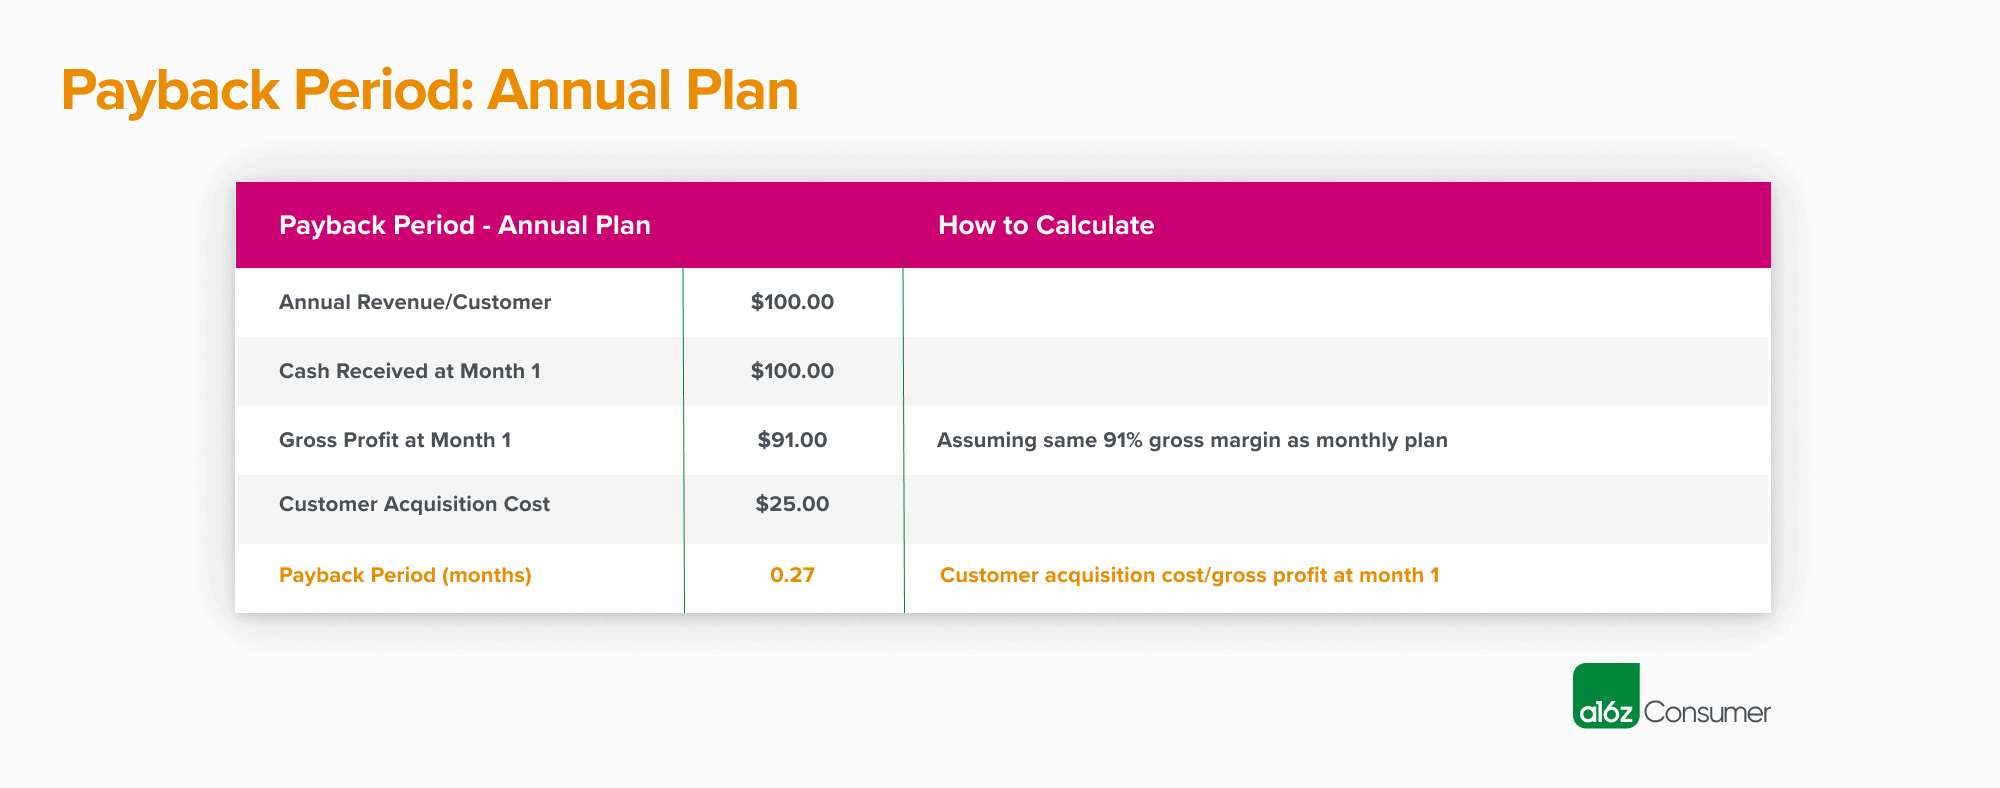 Payback Period: Annual Plan
Payback Period - Annual Plan How to Calculate
Annual Revenue/Customer $100.00
Cash Received at Month 1 $100.00
Gross Profit at Month 1 $91.00 Assuming same 91% gross margin as monthly plan
Customer Acquisition Cost $25.00
Payback Period (months) 0.27 Customer acquisition cost/gross profit at month 1
a16z Consumer